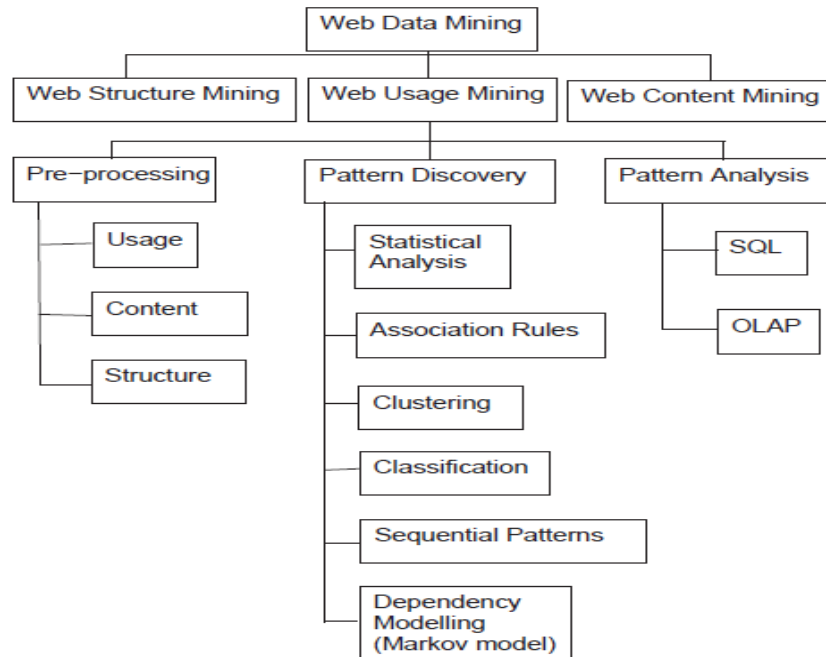 Web Data Mining
Web Structure Mining
Web Usage Mining
Web Content Mining
Pre-processing
Pattern Discovery
Pattern Analysis
Usage
Content
Structure
Statistical
Analysis
Association Rules
Clustering
Classification
Sequential Patterns
Dependency
Modelling
(Markov model)
SQL
OLAP